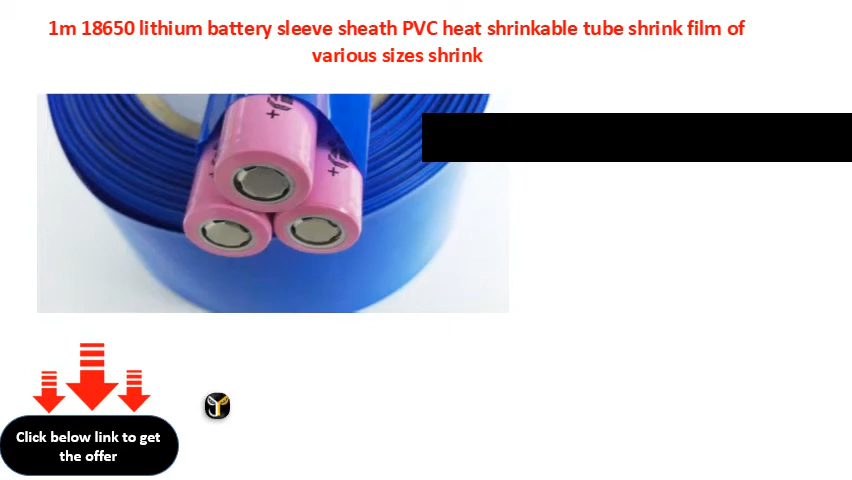 1m 18650 lithium battery sleeve sheath PVC heat shrinkable tube shrink film of
various sizes shrink
Click below link to get
the offer